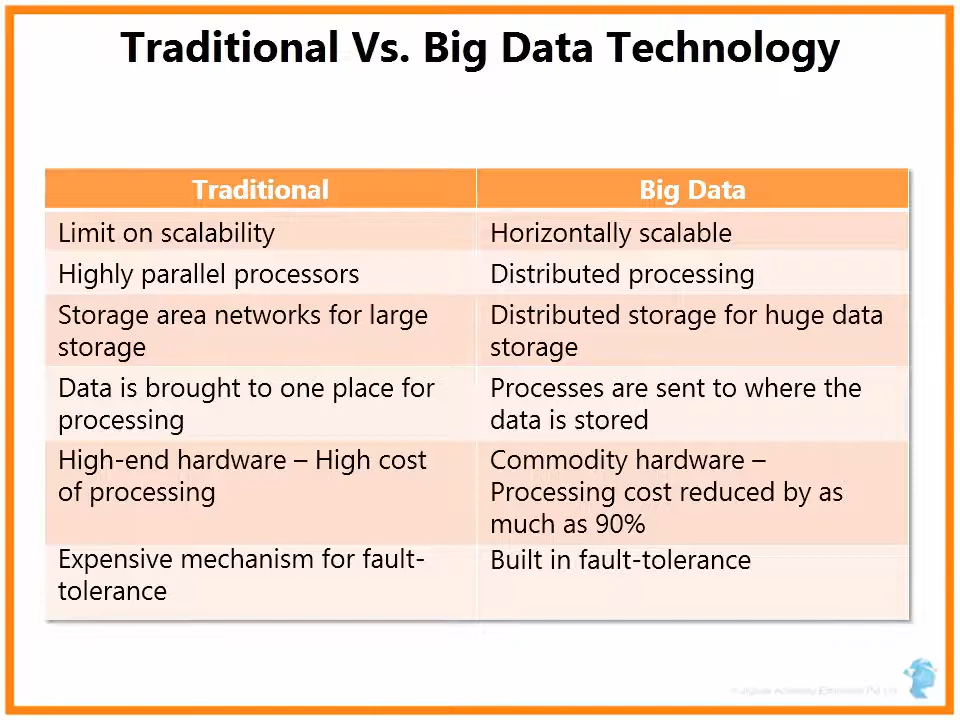 Traditional Vs. Big Data Technology
Traditional
Big Data
Limit on scalability
Horizontally scalable
Highly parallel processors
Distributed processing
Storage area networks for large
storage
Distributed storage for huge data
storage
Data is brought to one place for
processing
Processes are sent to where the
data is stored
High-end hardware – High cost
of processing
Commodity hardware –
Processing cost reduced by as
much as 90%
Expensive mechanism for fault-
tolerance
Built in fault-tolerance